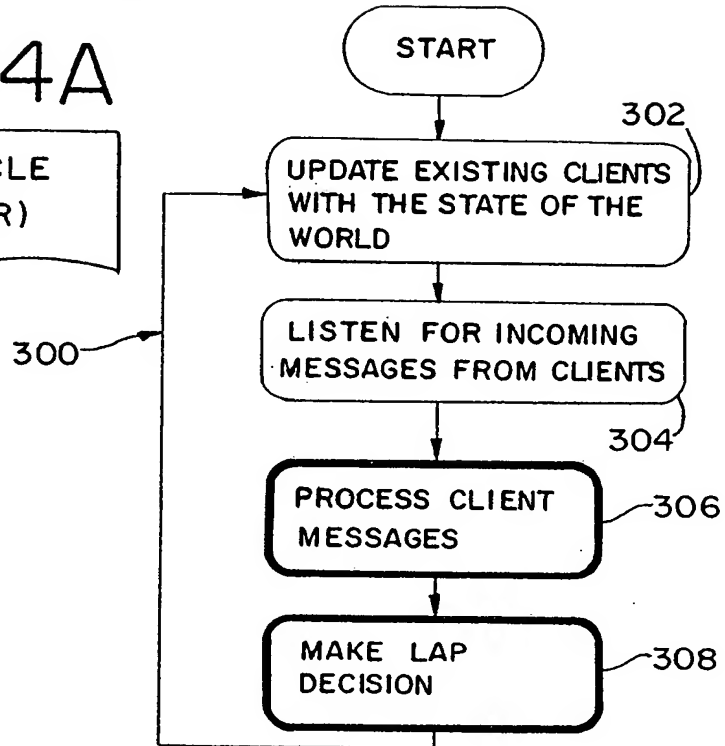 4A
START
302
UPDATE EXISTING CLIENTS
WITH THE STATE OF THE
WORLD
300
LISTEN FOR INCOMING
MESSAGES FROM CLIENTS
304
PROCESS CLIENT
MESSAGES
306
MAKE LAP
DECISION
308